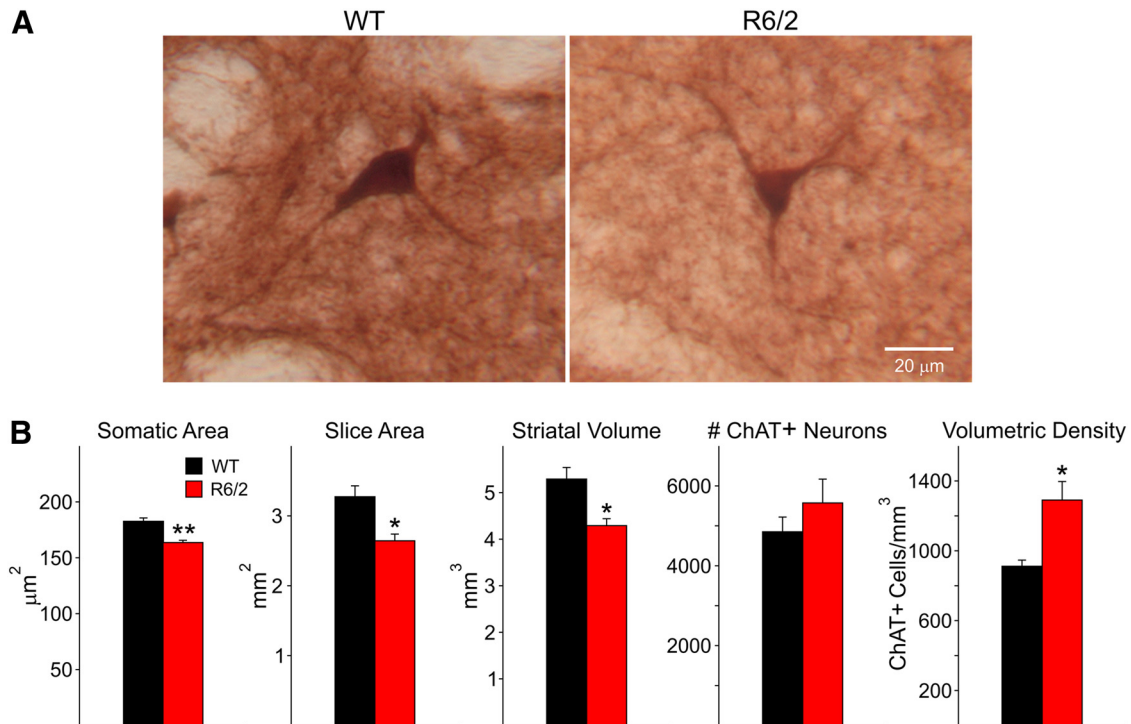 A
WT
R6/2
20 μm
B
Somatic Area
Slice Area
Striatal Volume
# ChAT+ Neurons
Volumetric Density
WT
R6/2
μm²
200
150
100
50
**
mm²
3
2
1
*
mm³
5
4
3
2
1
*
6000
4000
2000
ChAT+ Cells/mm³
1400
1000
600
200
*